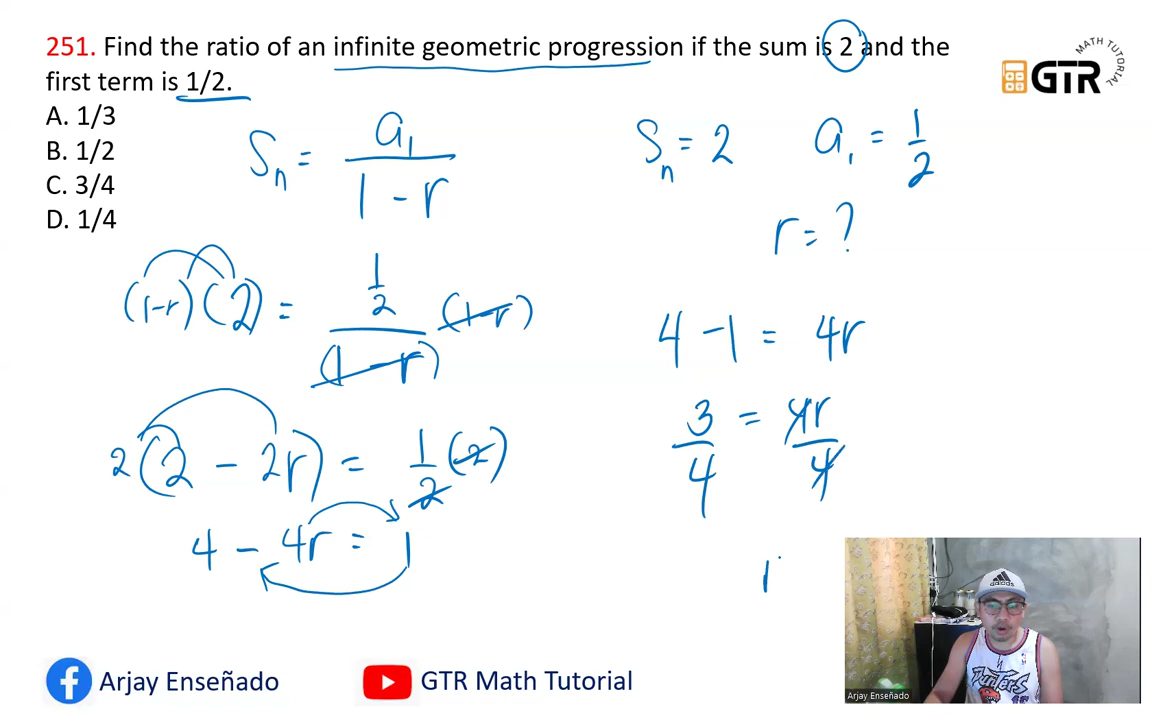 251. Find the ratio of an infinite geometric progression if the sum is 2 and the
first term is 1/2.
A. 1/3
B. 1/2
C. 3/4
D. 1/4
MATH TUTORIAL
GTR
Sn = a1 / 1 - r
Sn = 2 a1 = 1/2
r = ?
(1-r)(2) = 1/2 / (1-r) (1-r)
2(2 - 2r) = 1/2 (2)
4 - 4r = 1
4 - 1 = 4r
3/4 = 4r/4
r
adidas
Arjay Enseñado
GTR Math Tutorial
Arjay Enseñado